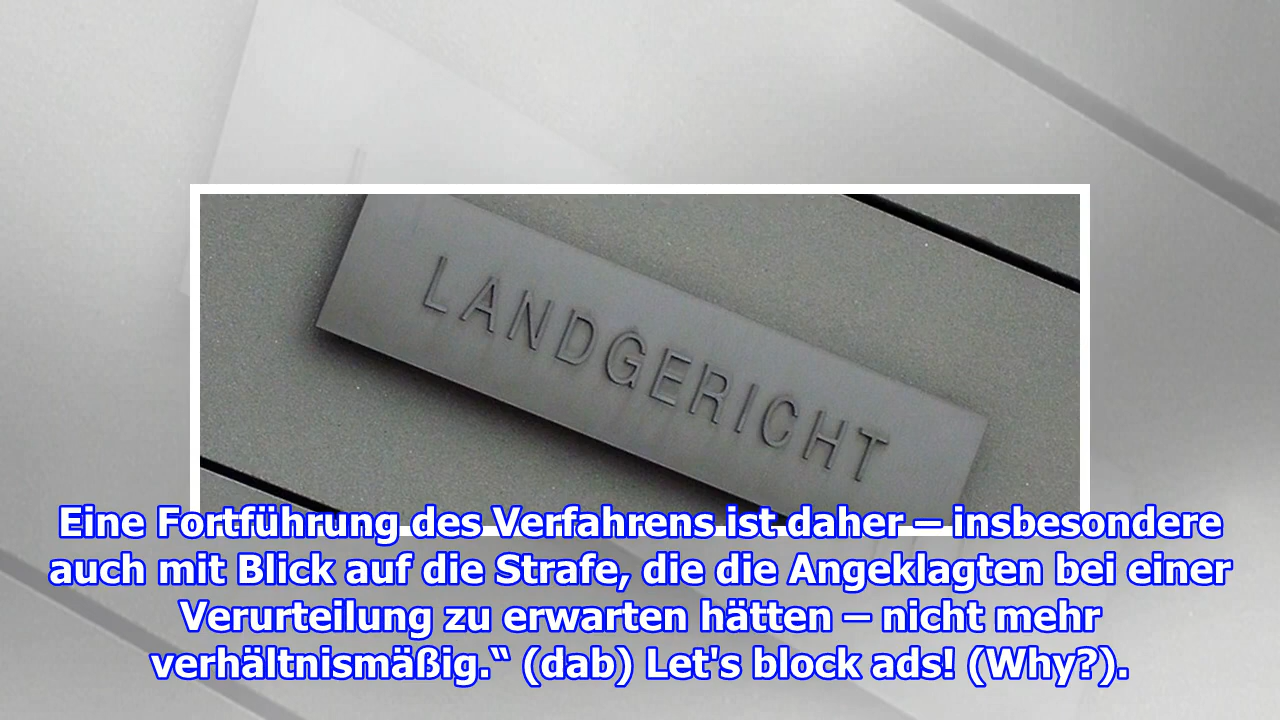 LANDGERICHT
Eine Fortführung des Verfahrens ist daher – insbesondere
auch mit Blick auf die Strafe, die die Angeklagten bei einer
Verurteilung zu erwarten hätten – nicht mehr
verhältnismäßig.“ (dab) Let's block ads! (Why?).